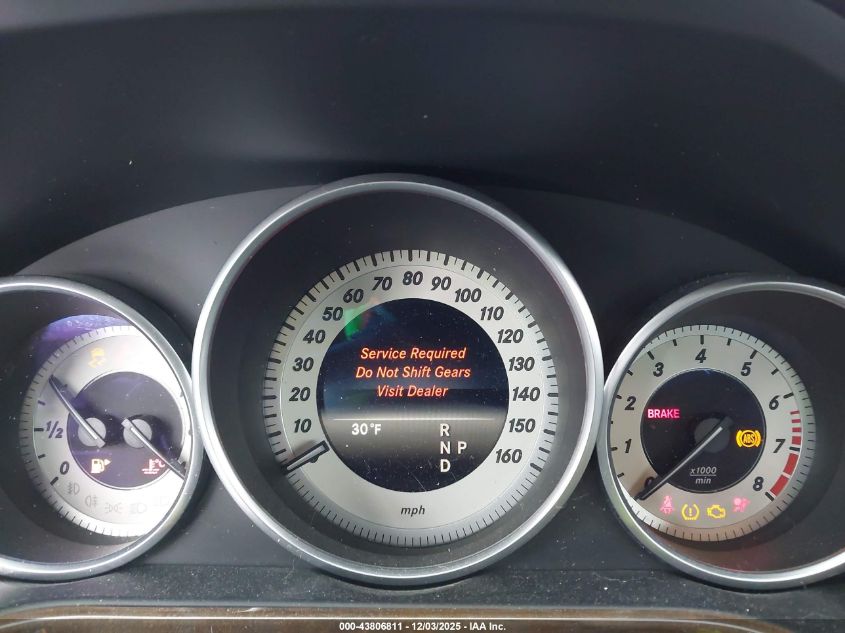 Service Required
Do Not Shift Gears
Visit Dealer
30°F
R
N P
D
10
20
30
40
50
60
70
80
90
100
110
120
130
140
150
160
mph
1/2
0
BRAKE
ABS
0
1
2
3
4
5
6
7
8
x1000
min
000-43806811 - 12/03/2025 - IAA Inc.